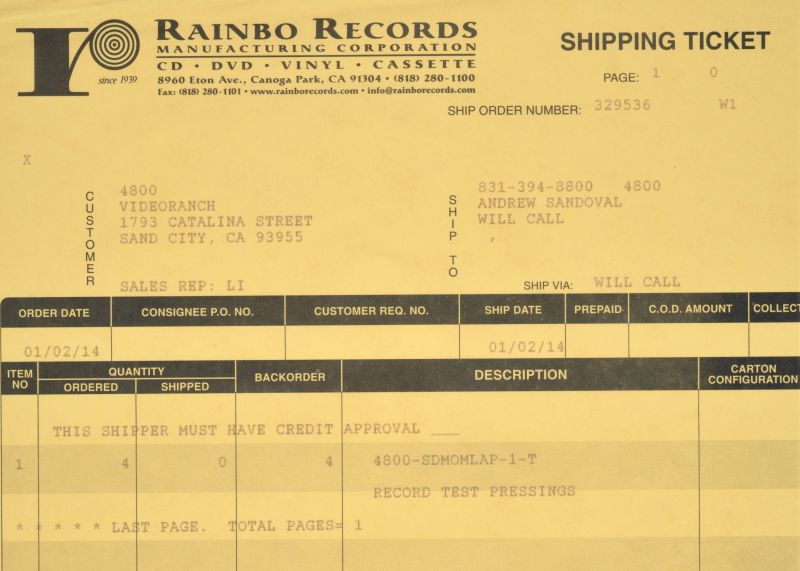 RAINBO RECORDS
MANUFACTURING CORPORATION
CD • DVD • VINYL • CASSETTE
8960 Eton Ave., Canoga Park, CA 91304 • (818) 280-1100
Fax: (818) 280-1101 • www.rainborecords.com • info@rainborecords.com
r
since 1939
SHIPPING TICKET
PAGE: 1 0
SHIP ORDER NUMBER: 329536 W1
X
CUSTOMER
4800
VIDEORANCH
1793 CATALINA STREET
SAND CITY, CA 93955
SALES REP: LI
SHIP TO
831-394-8800 4800
ANDREW SANDOVAL
WILL CALL
,
SHIP VIA: WILL CALL
ORDER DATE CONSIGNEE P.O. NO. CUSTOMER REQ. NO. SHIP DATE PREPAID C.O.D. AMOUNT COLLECT
01/02/14 01/02/14
ITEM NO QUANTITY ORDERED SHIPPED BACKORDER DESCRIPTION CARTON CONFIGURATION
THIS SHIPPER MUST HAVE CREDIT APPROVAL ___
1 4 0 4 4800-SDMOMLAP-1-T
RECORD TEST PRESSINGS
* * * * * LAST PAGE. TOTAL PAGES= 1